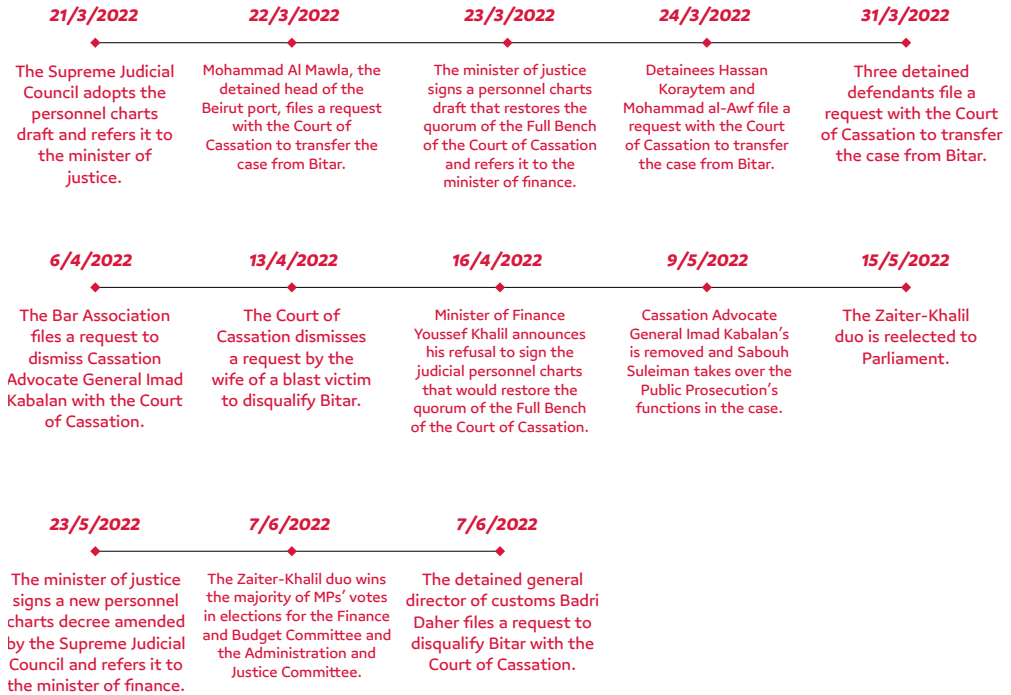 21/3/2022
The Supreme Judicial
Council adopts the
personnel charts
draft and refers it to
the minister of
justice.
22/3/2022
Mohammad Al Mawla, the
detained head of the
Beirut port, files a request
with the Court of
Cassation to transfer the
case from Bitar.
23/3/2022
The minister of justice
signs a personnel charts
draft that restores the
quorum of the Full Bench
of the Court of Cassation
and refers it to the
minister of finance.
24/3/2022
Detainees Hassan
Koraytem and
Mohammad al-Awf file a
request with the Court
of Cassation to transfer
the case from Bitar.
31/3/2022
Three detained
defendants file a
request with the Court
of Cassation to transfer
the case from Bitar.
6/4/2022
The Bar Association
files a request to
dismiss Cassation
Advocate General Imad
Kabalan with the Court
of Cassation.
13/4/2022
The Court of
Cassation dismisses
a request by the
wife of a blast victim
to disqualify Bitar.
16/4/2022
Minister of Finance
Youssef Khalil announces
his refusal to sign the
judicial personnel charts
that would restore the
quorum of the Full Bench
of the Court of Cassation.
9/5/2022
Cassation Advocate
General Imad Kabalan’s
is removed and Sabouh
Suleiman takes over the
Public Prosecution’s
functions in the case.
15/5/2022
The Zaiter-Khalil
duo is reelected to
Parliament.
23/5/2022
The minister of justice
signs a new personnel
charts decree amended
by the Supreme Judicial
Council and refers it to
the minister of finance.
7/6/2022
The Zaiter-Khalil duo wins
the majority of MPs’ votes
in elections for the Finance
and Budget Committee and
the Administration and
Justice Committee.
7/6/2022
The detained general
director of customs Badri
Daher files a request to
disqualify Bitar with the
Court of Cassation.